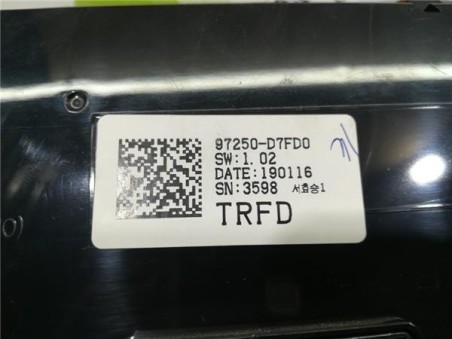 97250-D7FD0
SW:1.02
DATE:190116
SN:3598 서효승1
TRFD